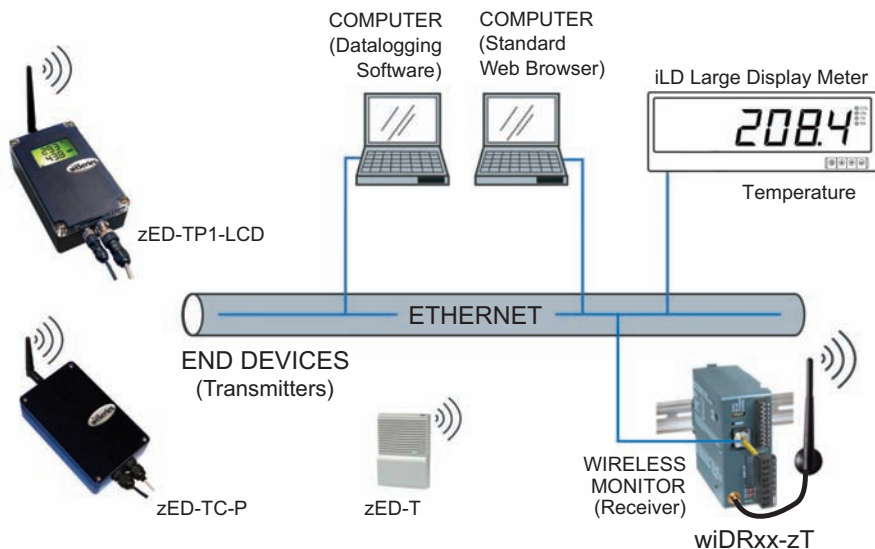 COMPUTER
(Datalogging
Software)
COMPUTER
(Standard
Web Browser)
iLD Large Display Meter
208.4
Temperature
zED-TP1-LCD
ETHERNET
END DEVICES
(Transmitters)
zED-TC-P
zED-T
WIRELESS
MONITOR
(Receiver)
wiDRxx-zT